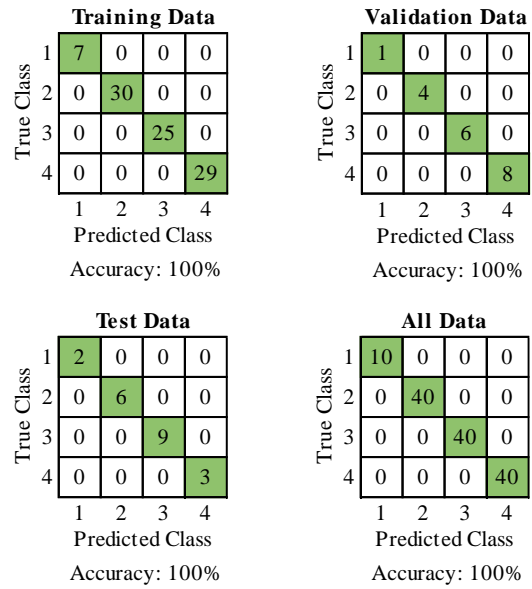 Training Data
True Class
1 7 0 0 0
2 0 30 0 0
3 0 0 25 0
4 0 0 0 29
1 2 3 4
Predicted Class
Accuracy: 100%
Validation Data
True Class
1 1 0 0 0
2 0 4 0 0
3 0 0 6 0
4 0 0 0 8
1 2 3 4
Predicted Class
Accuracy: 100%
Test Data
True Class
1 2 0 0 0
2 0 6 0 0
3 0 0 9 0
4 0 0 0 3
1 2 3 4
Predicted Class
Accuracy: 100%
All Data
True Class
1 10 0 0 0
2 0 40 0 0
3 0 0 40 0
4 0 0 0 40
1 2 3 4
Predicted Class
Accuracy: 100%